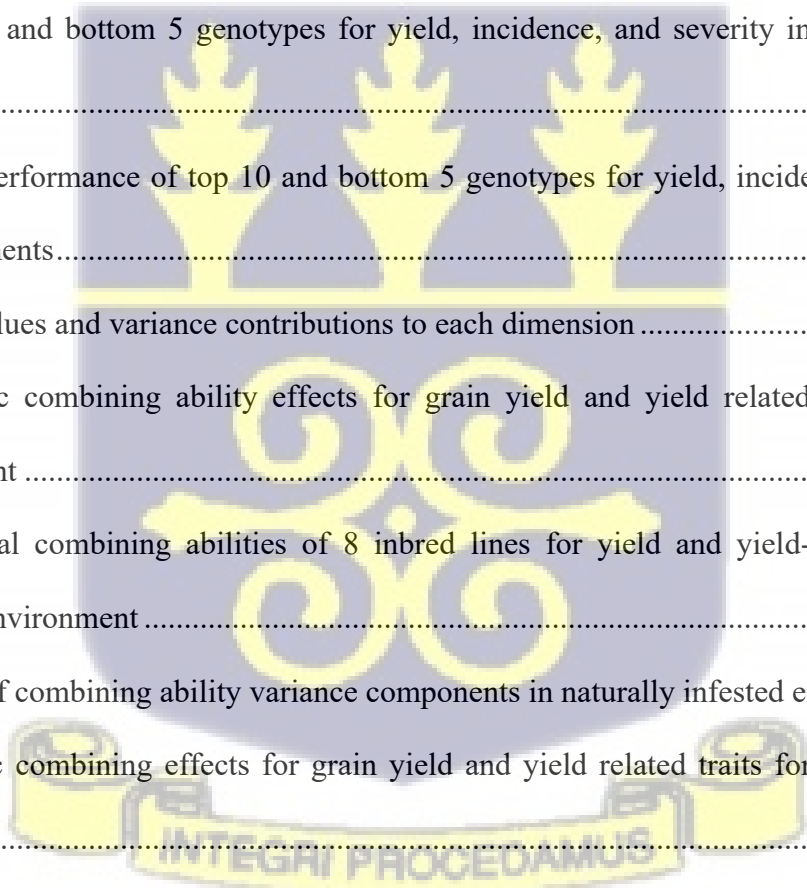 and bottom 5 genotypes for yield, incidence, and severity in
................................................................
erformance of top 10 and bottom 5 genotypes for yield, incide
ents................................................................
lues and variance contributions to each dimension ....................
c combining ability effects for grain yield and yield related
nt ................................................................
al combining abilities of 8 inbred lines for yield and yield-
nvironment ................................................................
f combining ability variance components in naturally infested e
c combining effects for grain yield and yield related traits for
................................................................
INTEGRI PROCEDAMUS